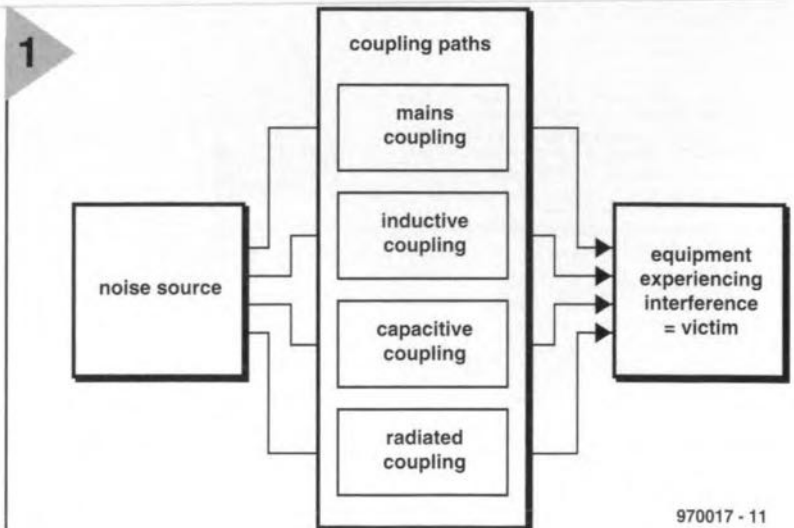 1
coupling paths
mains
coupling
inductive
coupling
noise source
capacitive
coupling
radiated
coupling
equipment
experiencing
interference
= victim
970017 - 11